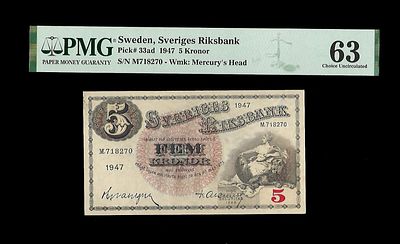 PMG
PAPER MONEY GUARANTY
Sweden, Sveriges Riksbank
Pick# 33ad 1947 5 Kronor
S/N M718270 - Wmk: Mercury's Head
63
Choice Uncirculated
5
SVERIGES
RIKSBANK
1947
M.718270
M.718270
FEM
KRONOR
1947
5